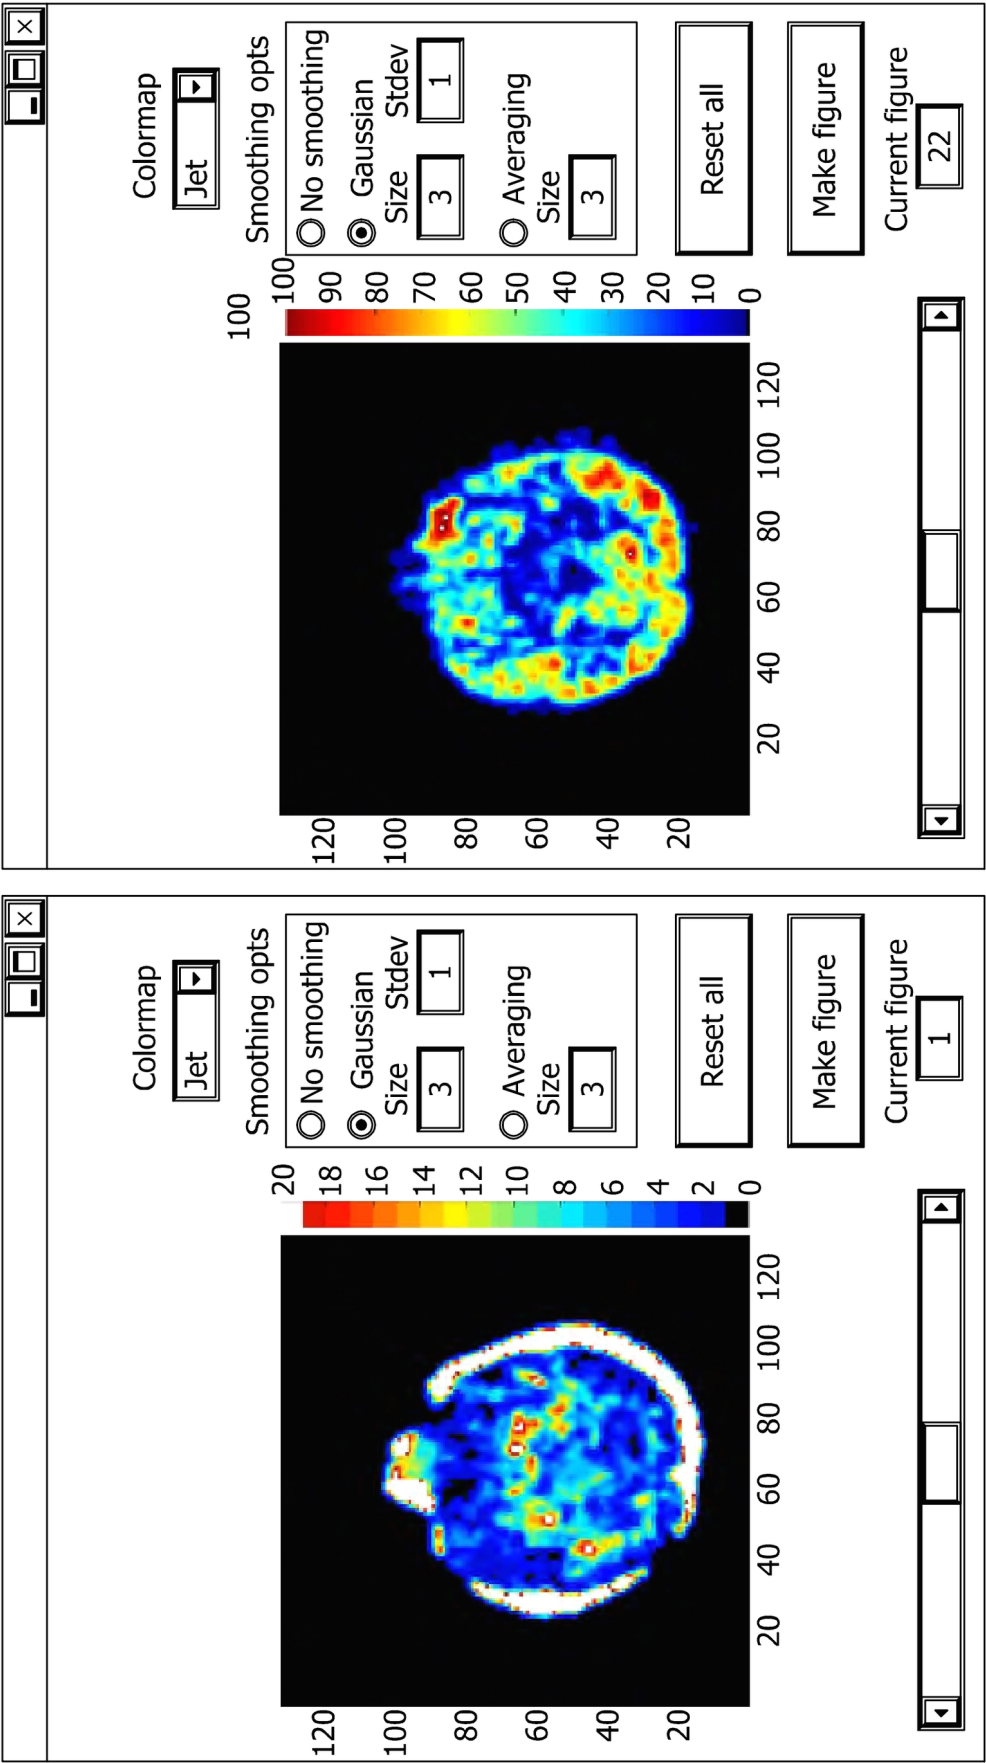 Colormap
Jet
Smoothing opts
No smoothing
Gaussian
Size Stdev
3 1
Averaging
Size
3
Reset all
Make figure
Current figure
1
20
18
16
14
12
10
8
6
4
2
0
120
100
80
60
40
20
20 40 60 80 100 120
Colormap
Jet
Smoothing opts
No smoothing
Gaussian
Size Stdev
3 1
Averaging
Size
3
Reset all
Make figure
Current figure
22
100
100
90
80
70
60
50
40
30
20
10
0
120
100
80
60
40
20
20 40 60 80 100 120